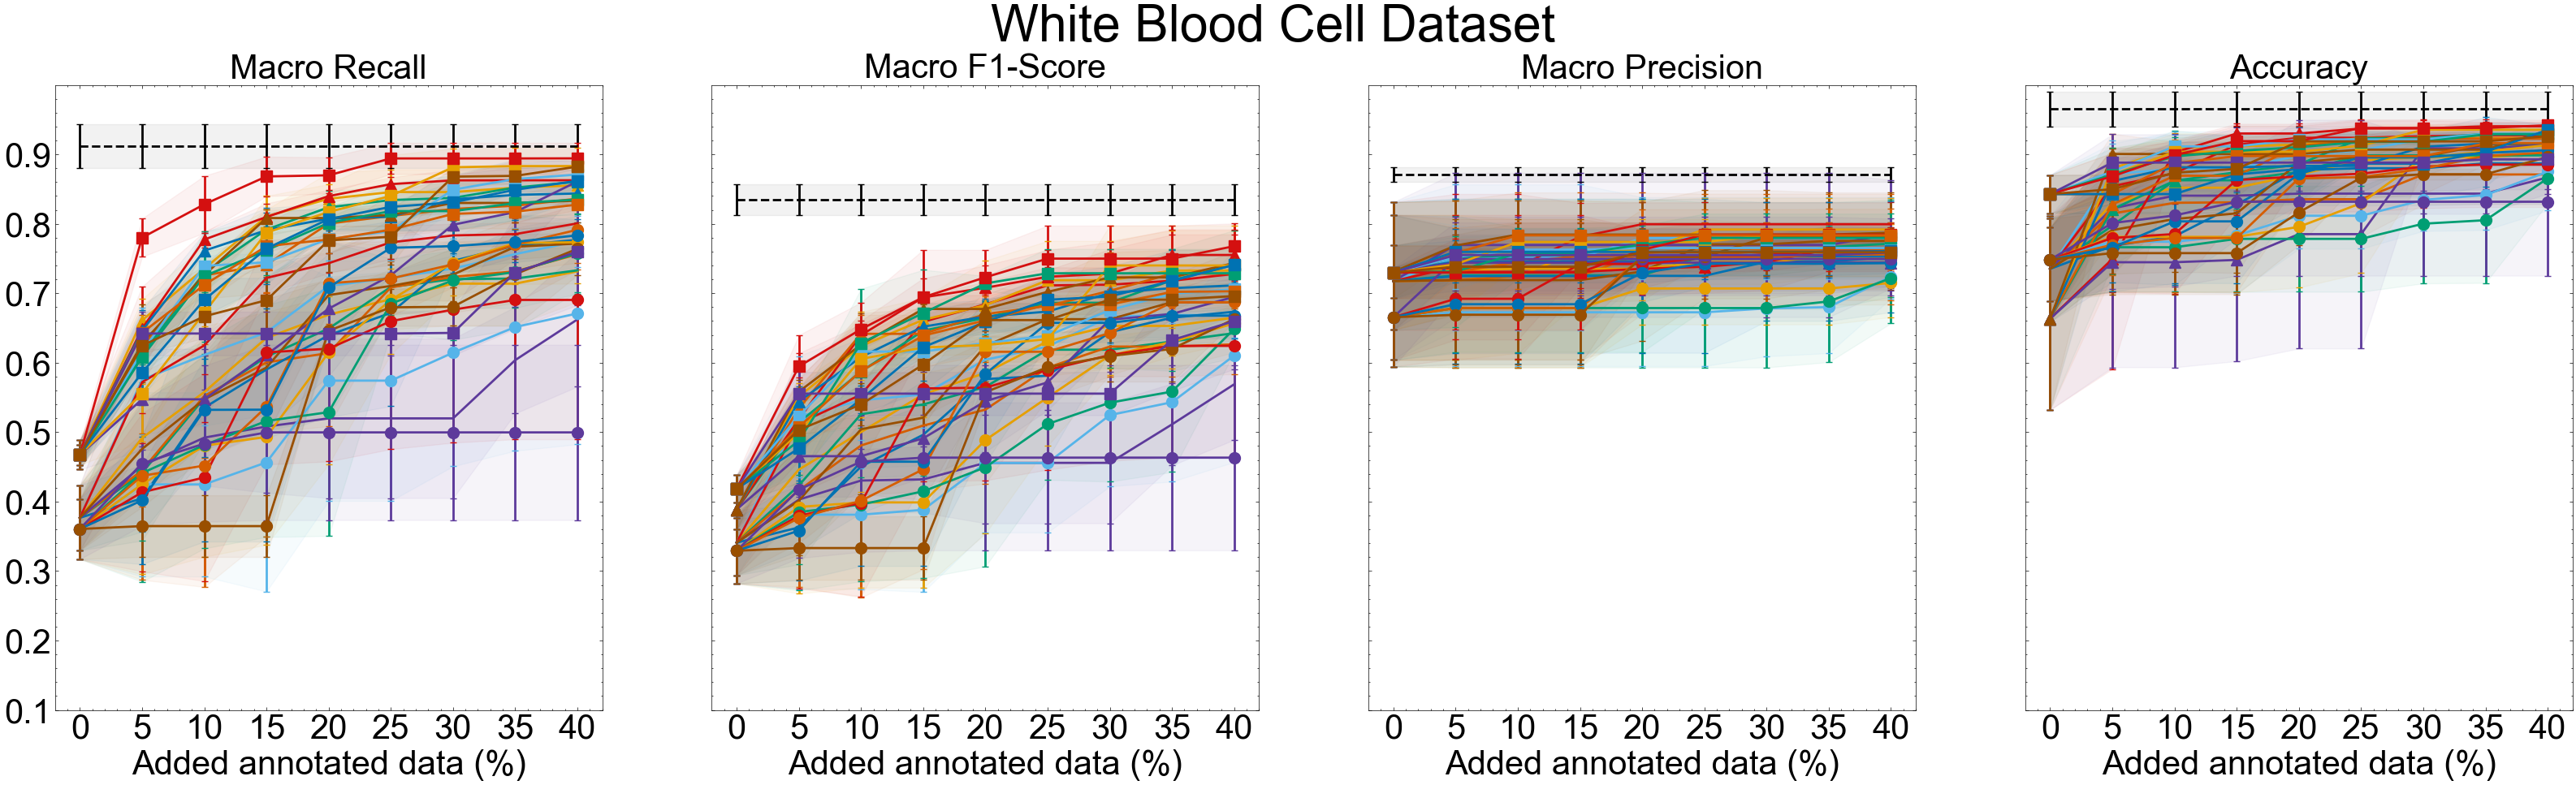 White Blood Cell Dataset
Macro Recall
Macro F1-Score
Macro Precision
Accuracy
0.9
0.8
0.7
0.6
0.5
0.4
0.3
0.2
0.1
0 5 10 15 20 25 30 35 40
0 5 10 15 20 25 30 35 40
0 5 10 15 20 25 30 35 40
0 5 10 15 20 25 30 35 40
Added annotated data (%)
Added annotated data (%)
Added annotated data (%)
Added annotated data (%)